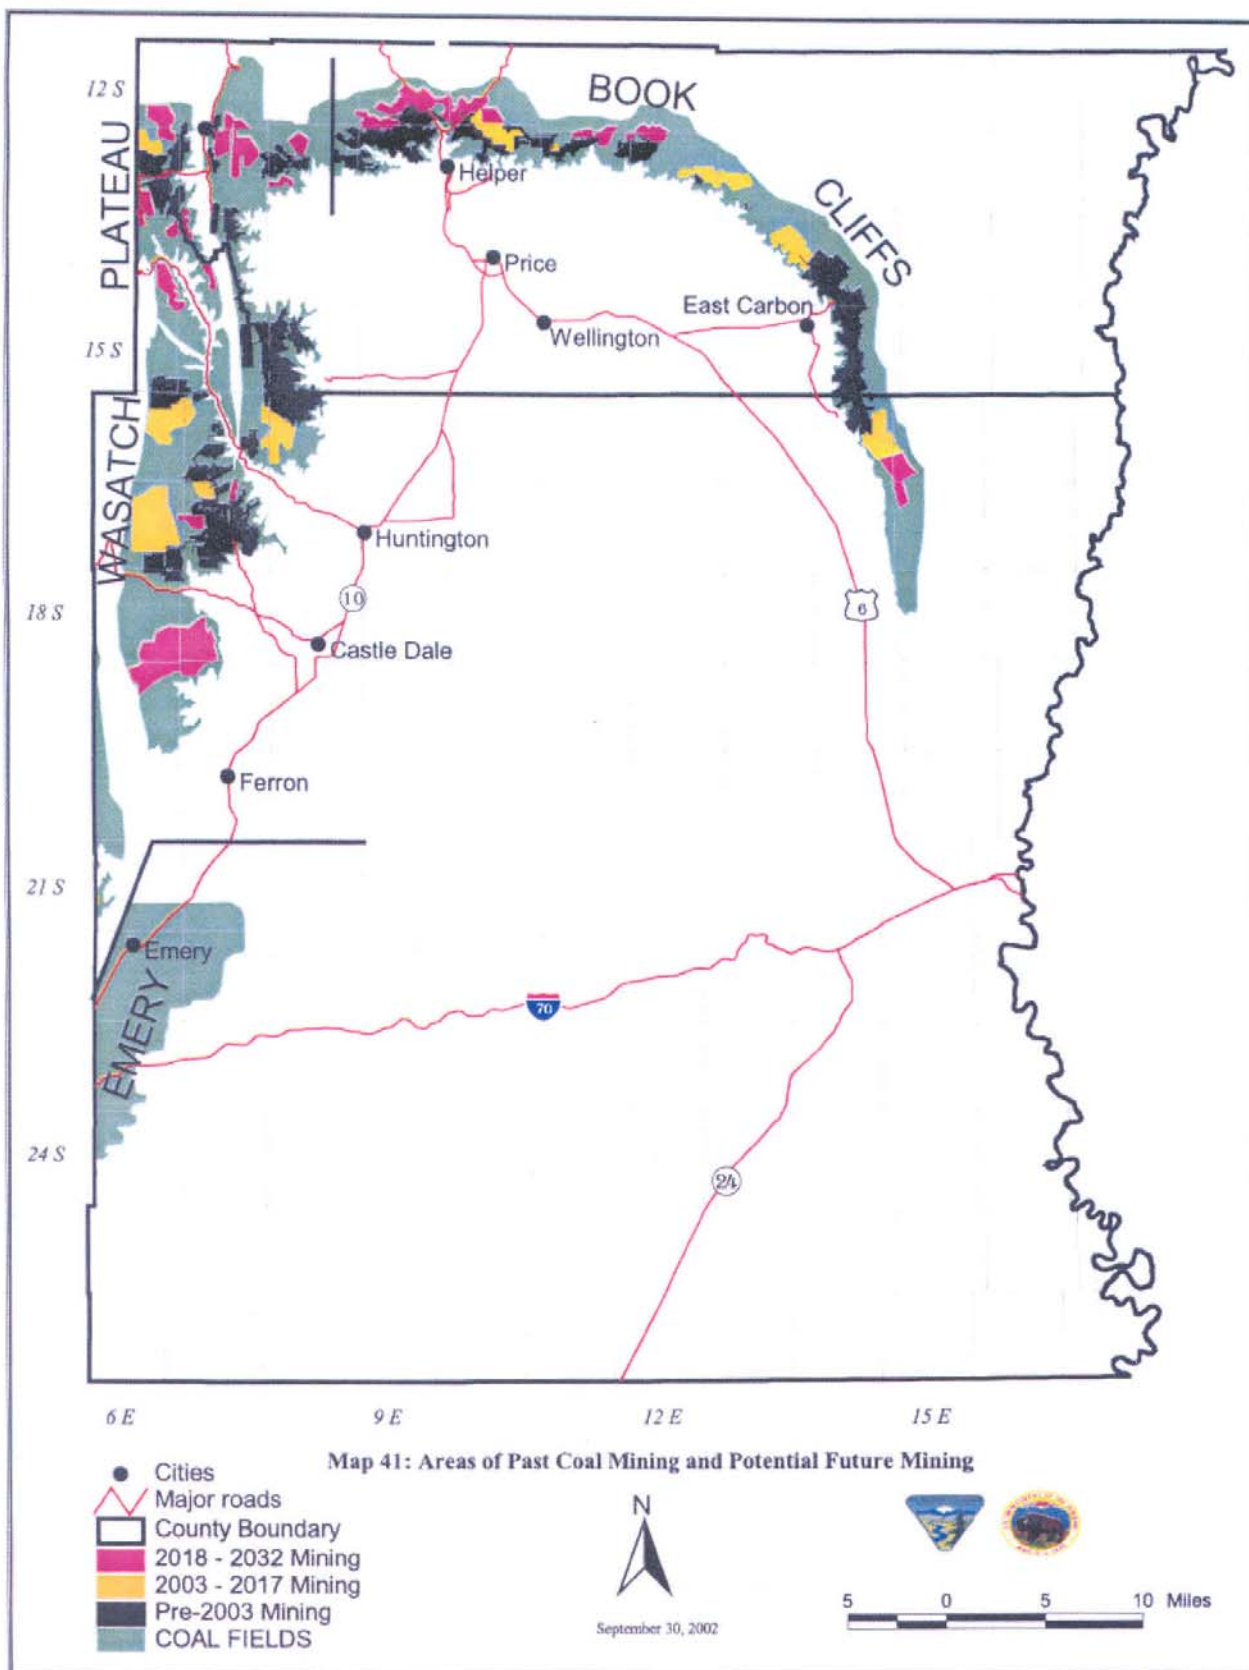 12 S
BOOK
PLATEAU
Helper
CLIFFS
Price
East Carbon
Wellington
15 S
WASATCH
Huntington
10
6
18 S
Castle Dale
Ferron
21 S
Emery
70
EMERY
24 S
24
6 E
9 E
12 E
15 E
Map 41: Areas of Past Coal Mining and Potential Future Mining
Cities
Major roads
County Boundary
2018 - 2032 Mining
2003 - 2017 Mining
Pre-2003 Mining
COAL FIELDS
N
September 30, 2002
5 0 5 10 Miles